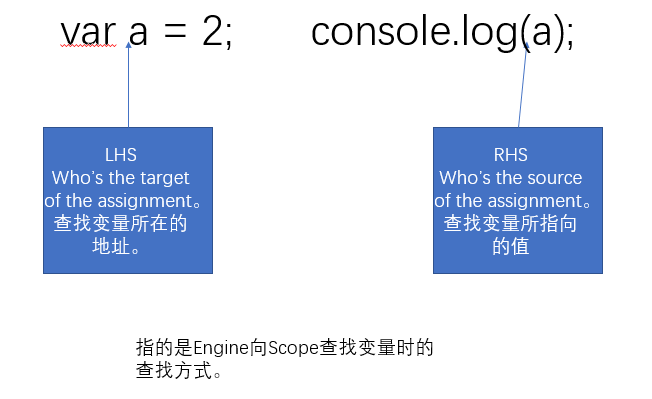 var a = 2;
console.log(a);
LHS
Who's the target
of the assignment。
查找变量所在的
地址。
RHS
Who's the source
of the assignment。
查找变量所指向
的值
指的是Engine向Scope查找变量时的
查找方式。